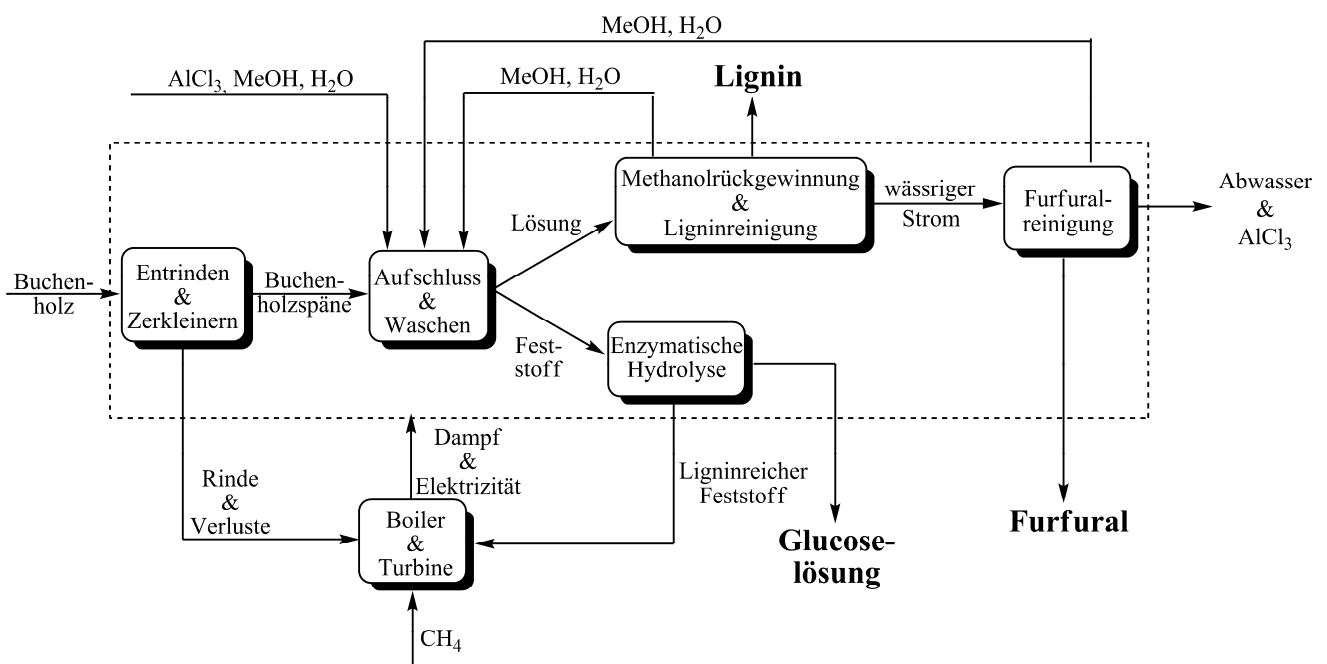 MeOH, H2O
AlCl3, MeOH, H2O
MeOH, H2O
Lignin
Methanolrückgewinnung
&
Ligninreinigung
wässriger
Strom
Furfural-
reinigung
Abwasser
&
AlCl3
Lösung
Buchen-
holz
Entrinden
&
Zerkleinern
Buchen-
holzspäne
Aufschluss
&
Waschen
Fest-
stoff
Enzymatische
Hydrolyse
Dampf
&
Elektrizität
Ligninreicher
Feststoff
Rinde
&
Verluste
Boiler
&
Turbine
Glucose-
lösung
Furfural
CH4